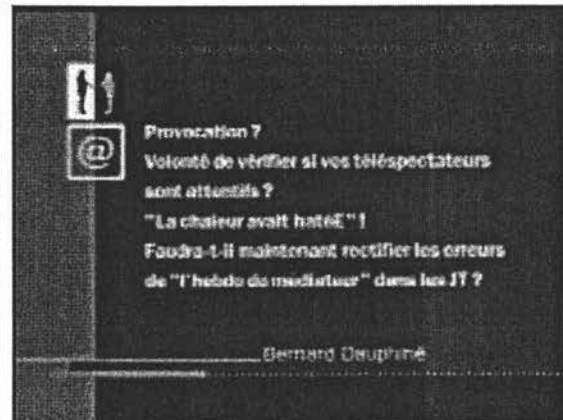 @
Provocation ?
Volonté de vérifier si vos téléspectateurs
sont attentifs ?
"La chaleur avait hatéE" !
Faudra-t-il maintenant rectifier les erreurs
de "l'hebdo du mediateur" dans les JT ?
Bernard Dauphiné